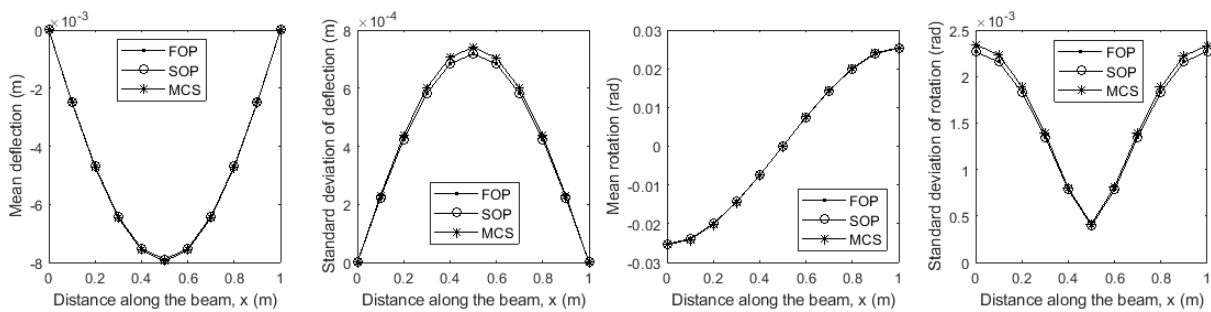 ×10⁻³
0
-2
-4
-6
-8
Mean deflection (m)
FOP
SOP
MCS
0 0.2 0.4 0.6 0.8 1
Distance along the beam, x (m)
×10⁻⁴
8
6
4
2
0
Standard deviation of deflection (m)
FOP
SOP
MCS
0 0.2 0.4 0.6 0.8 1
Distance along the beam, x (m)
0.03
0.02
0.01
0
-0.01
-0.02
-0.03
Mean rotation (rad)
FOP
SOP
MCS
0 0.2 0.4 0.6 0.8 1
Distance along the beam, x (m)
×10⁻³
2.5
2
1.5
1
0.5
0
Standard deviation of rotation (rad)
FOP
SOP
MCS
0 0.2 0.4 0.6 0.8 1
Distance along the beam, x (m)